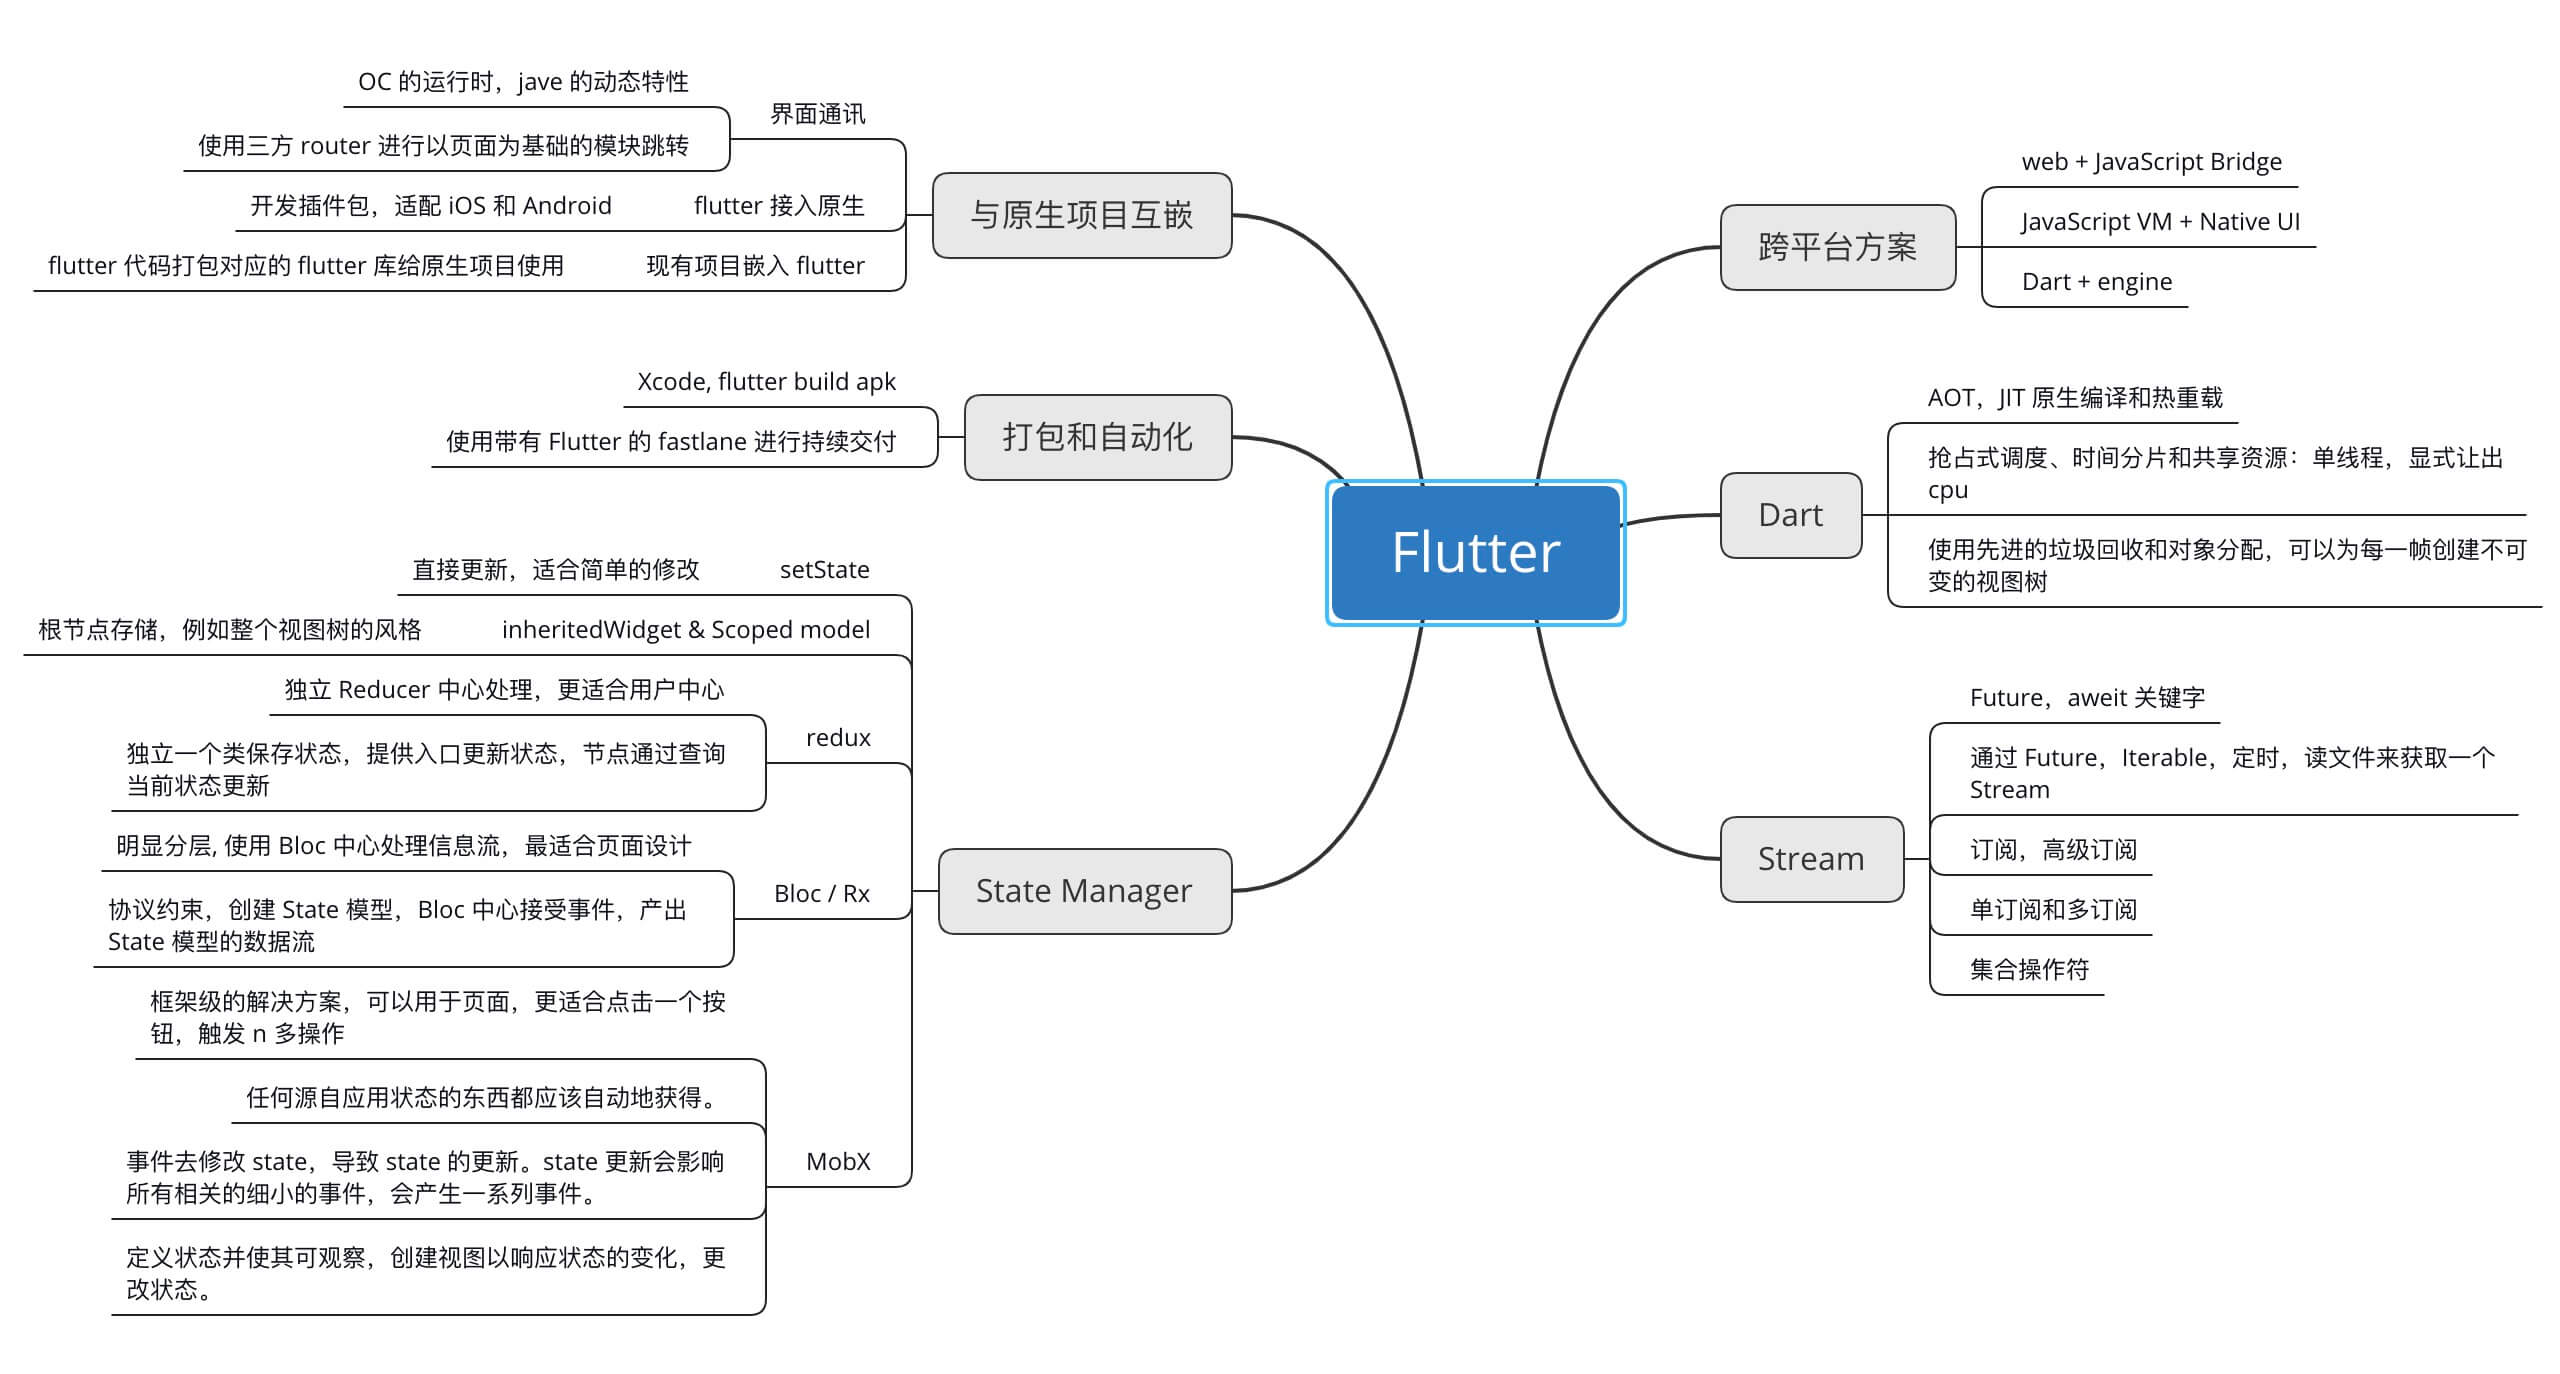 Flutter
与原生项目互嵌
界面通讯
OC 的运行时，jave 的动态特性
使用三方 router 进行以页面为基础的模块跳转
flutter 接入原生
开发插件包，适配 iOS 和 Android
现有项目嵌入 flutter
flutter 代码打包对应的 flutter 库给原生项目使用
打包和自动化
Xcode, flutter build apk
使用带有 Flutter 的 fastlane 进行持续交付
State Manager
setState
直接更新，适合简单的修改
inheritedWidget & Scoped model
根节点存储，例如整个视图树的风格
redux
独立 Reducer 中心处理，更适合用户中心
独立一个类保存状态，提供入口更新状态，节点通过查询
当前状态更新
Bloc / Rx
明显分层, 使用 Bloc 中心处理信息流，最适合页面设计
协议约束，创建 State 模型，Bloc 中心接受事件，产出
State 模型的数据流
MobX
框架级的解决方案，可以用于页面，更适合点击一个按
钮，触发 n 多操作
任何源自应用状态的东西都应该自动地获得。
事件去修改 state，导致 state 的更新。state 更新会影响
所有相关的细小的事件，会产生一系列事件。
定义状态并使其可观察，创建视图以响应状态的变化，更
改状态。
跨平台方案
web + JavaScript Bridge
JavaScript VM + Native UI
Dart + engine
Dart
AOT，JIT 原生编译和热重载
抢占式调度、时间分片和共享资源：单线程，显式让出
cpu
使用先进的垃圾回收和对象分配，可以为每一帧创建不可
变的视图树
Stream
Future，aweit 关键字
通过 Future，Iterable，定时，读文件来获取一个
Stream
订阅，高级订阅
单订阅和多订阅
集合操作符